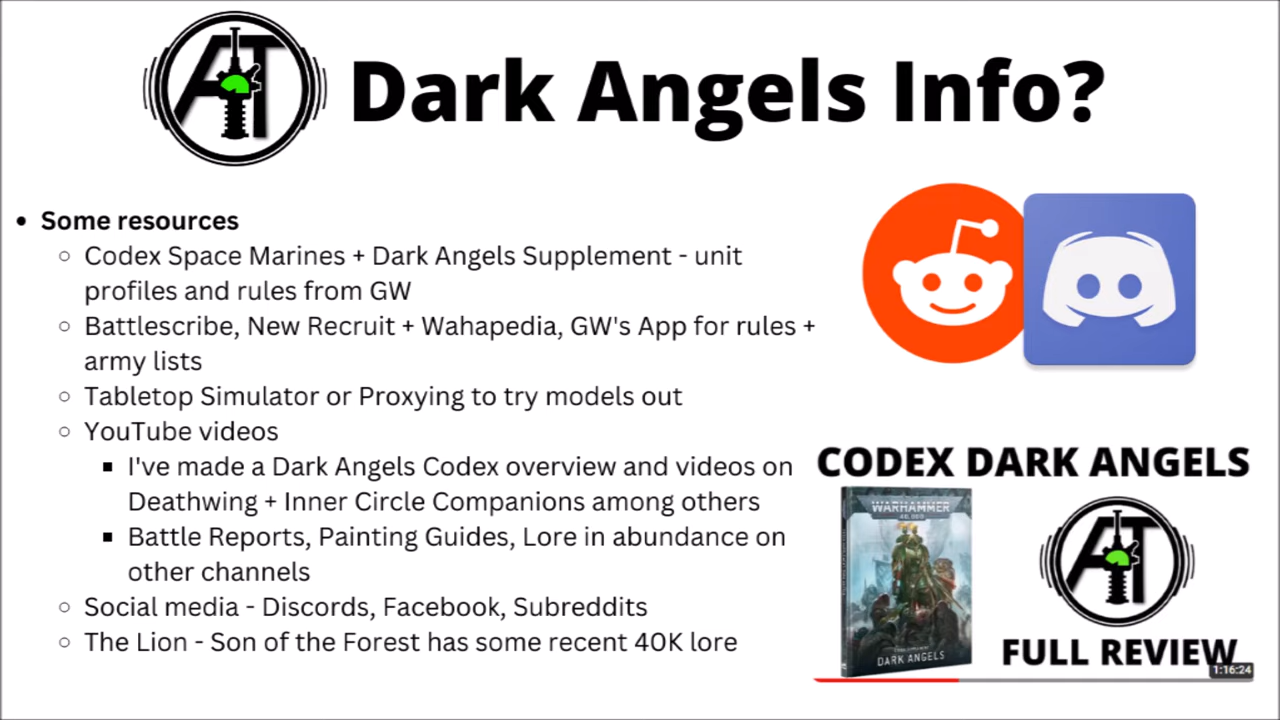 AT
Dark Angels Info?
• Some resources
○ Codex Space Marines + Dark Angels Supplement - unit
profiles and rules from GW
○ Battlescribe, New Recruit + Wahapedia, GW's App for rules +
army lists
○ Tabletop Simulator or Proxying to try models out
○ YouTube videos
▪ I've made a Dark Angels Codex overview and videos on
Deathwing + Inner Circle Companions among others
▪ Battle Reports, Painting Guides, Lore in abundance on
other channels
○ Social media - Discords, Facebook, Subreddits
○ The Lion - Son of the Forest has some recent 40K lore
CODEX DARK ANGELS
WARHAMMER
DARK ANGELS
AT
FULL REVIEW
1:16:24